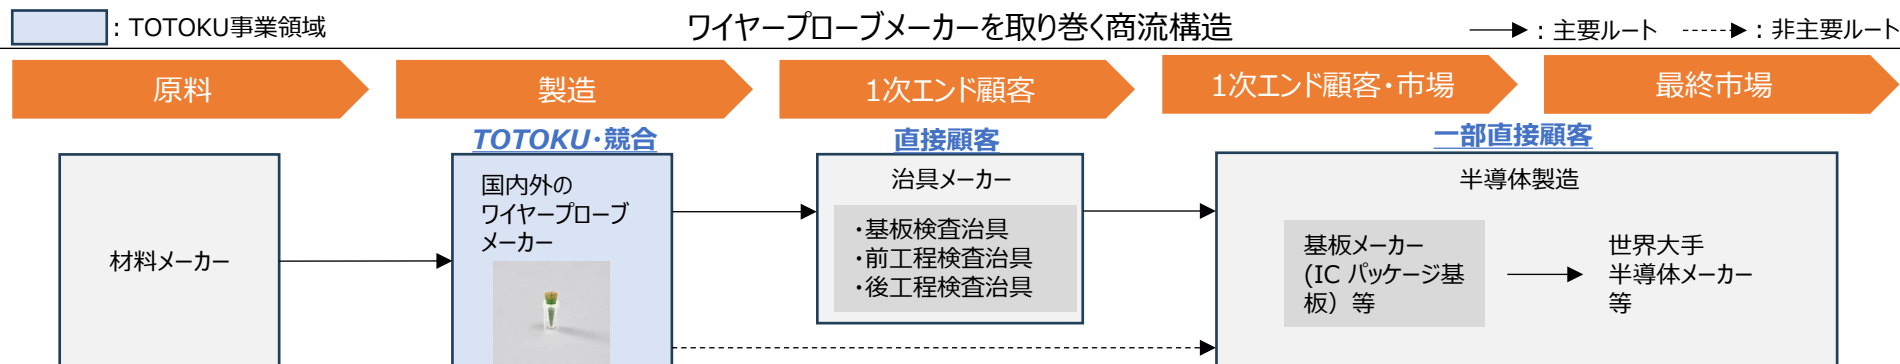 : TOTOKU事業領域
ワイヤープローブメーカーを取り巻く商流構造
: 主要ルート
: 非主要ルート
原料
製造
1次エンド顧客
1次エンド顧客・市場
最終市場
TOTOKU・競合
直接顧客
一部直接顧客
材料メーカー
国内外の
ワイヤープローブ
メーカー
治具メーカー
・基板検査治具
・前工程検査治具
・後工程検査治具
半導体製造
基板メーカー
(IC パッケージ基
板）等
世界大手
半導体メーカー
等